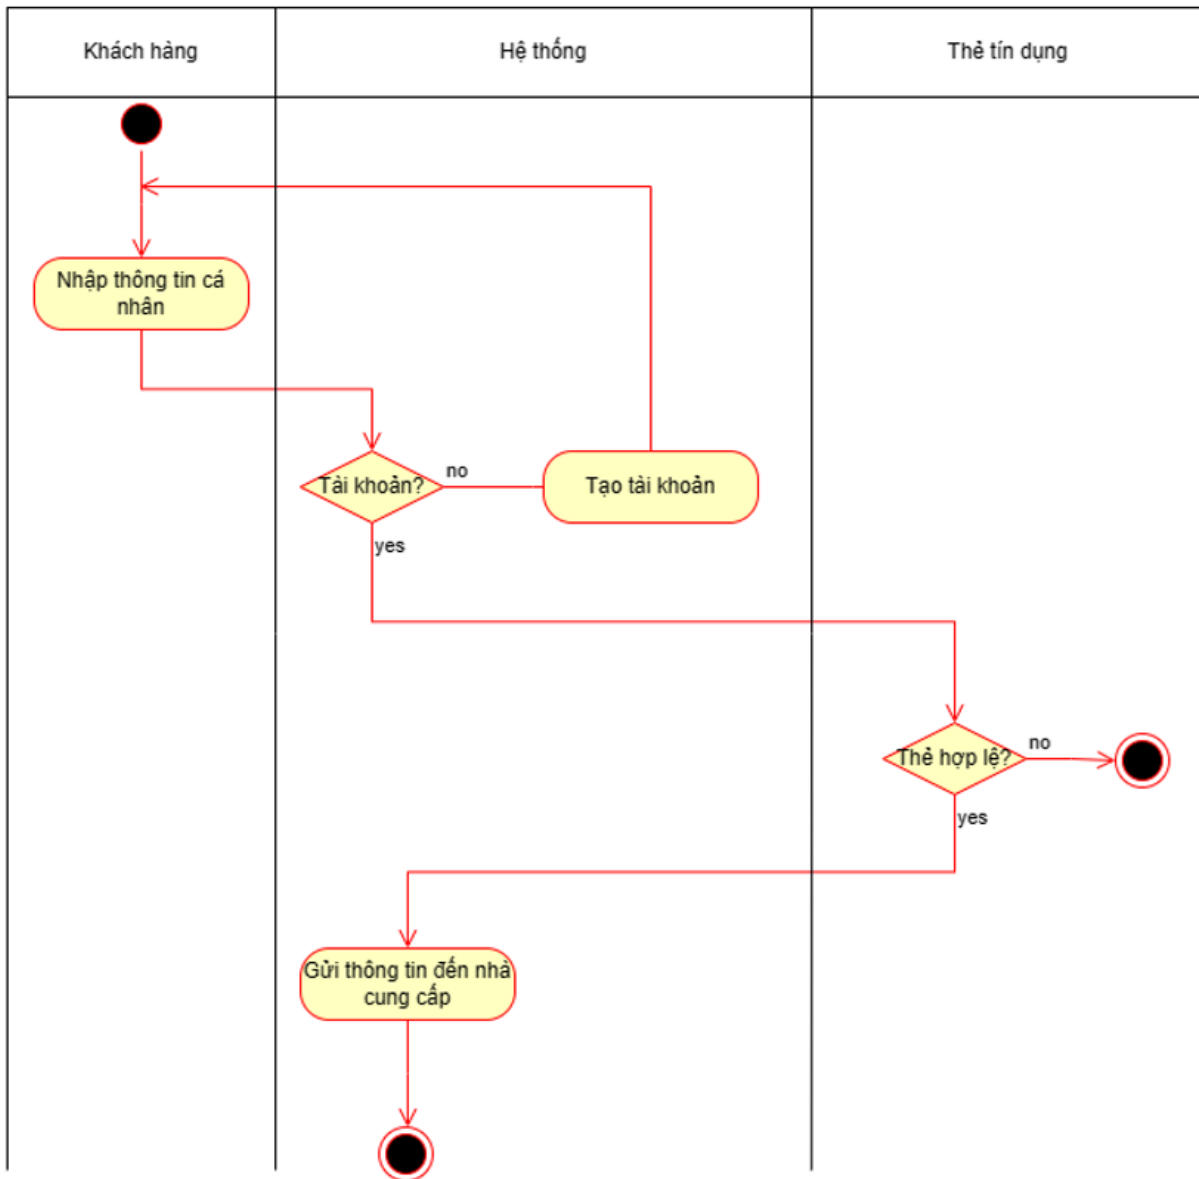 Khách hàng
Hệ thống
Thẻ tín dụng
Nhập thông tin cá
nhân
Tài khoản?
no
Tạo tài khoản
yes
Thẻ hợp lệ?
no
yes
Gửi thông tin đến nhà
cung cấp